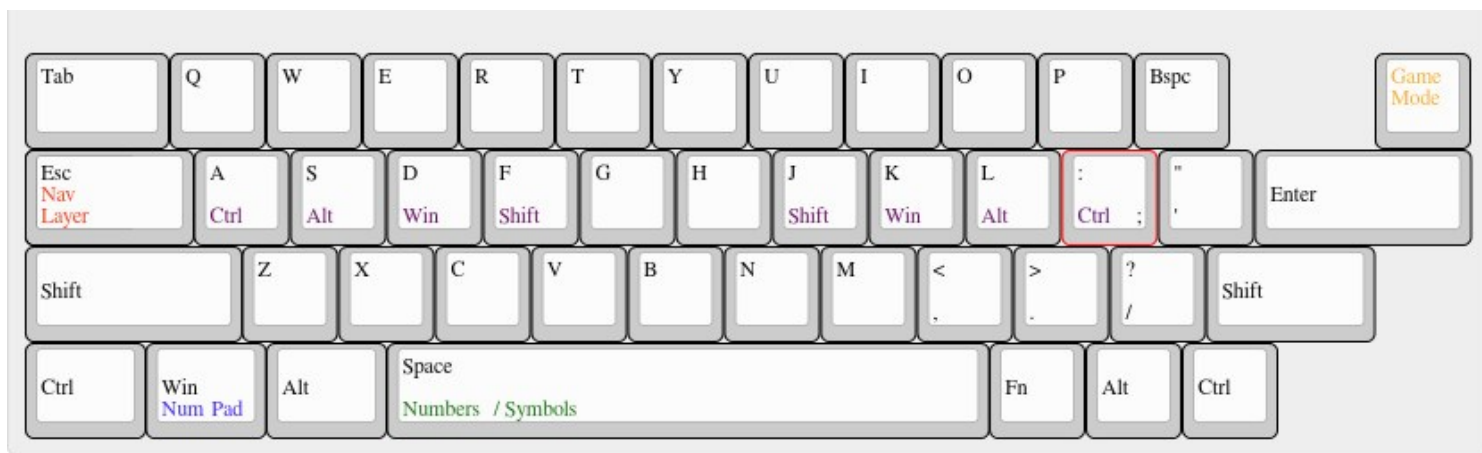 Tab Q W E R T Y U I O P Bspc Game
Mode
Esc A S D F G H J K L : " Enter
Nav
Layer Ctrl Alt Win Shift Shift Win Alt Ctrl ; '
Shift Z X C V B N M < > ? Shift
, . /
Ctrl Win Alt Space Fn Alt Ctrl
Num Pad Numbers / Symbols